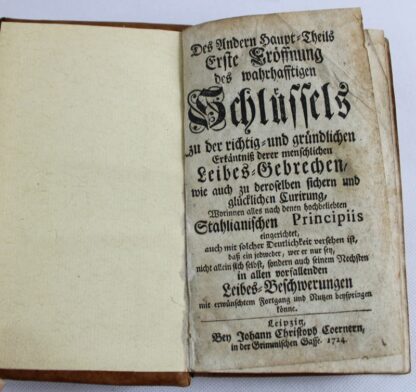 Des Andern Haupt-Theils
Erste Eröffnung
des wahrhafftigen
Schlüssels
zu der richtig- und gründlichen
Erkäntniß derer menschlichen
Leibes-Gebrechen,
wie auch zu deroselben sichern und
glücklichen Curirung,
Worinnen alles nach denen hochbeliebten
Stahlianischen Principiis
eingerichtet,
auch mit solcher Deutlichkeit versehen ist,
daß ein jedweder, wer er nur sey,
nicht allein sich selbst, sondern auch seinem Nechsten
in allen vorfallenden
Leibes-Beschwerungen
mit erwünschtem Fortgang und Nutzen beyspringen
könne.
Leipzig,
Bey Johann Christoph Coernern,
in der Grimmischen Gasse. 1724.